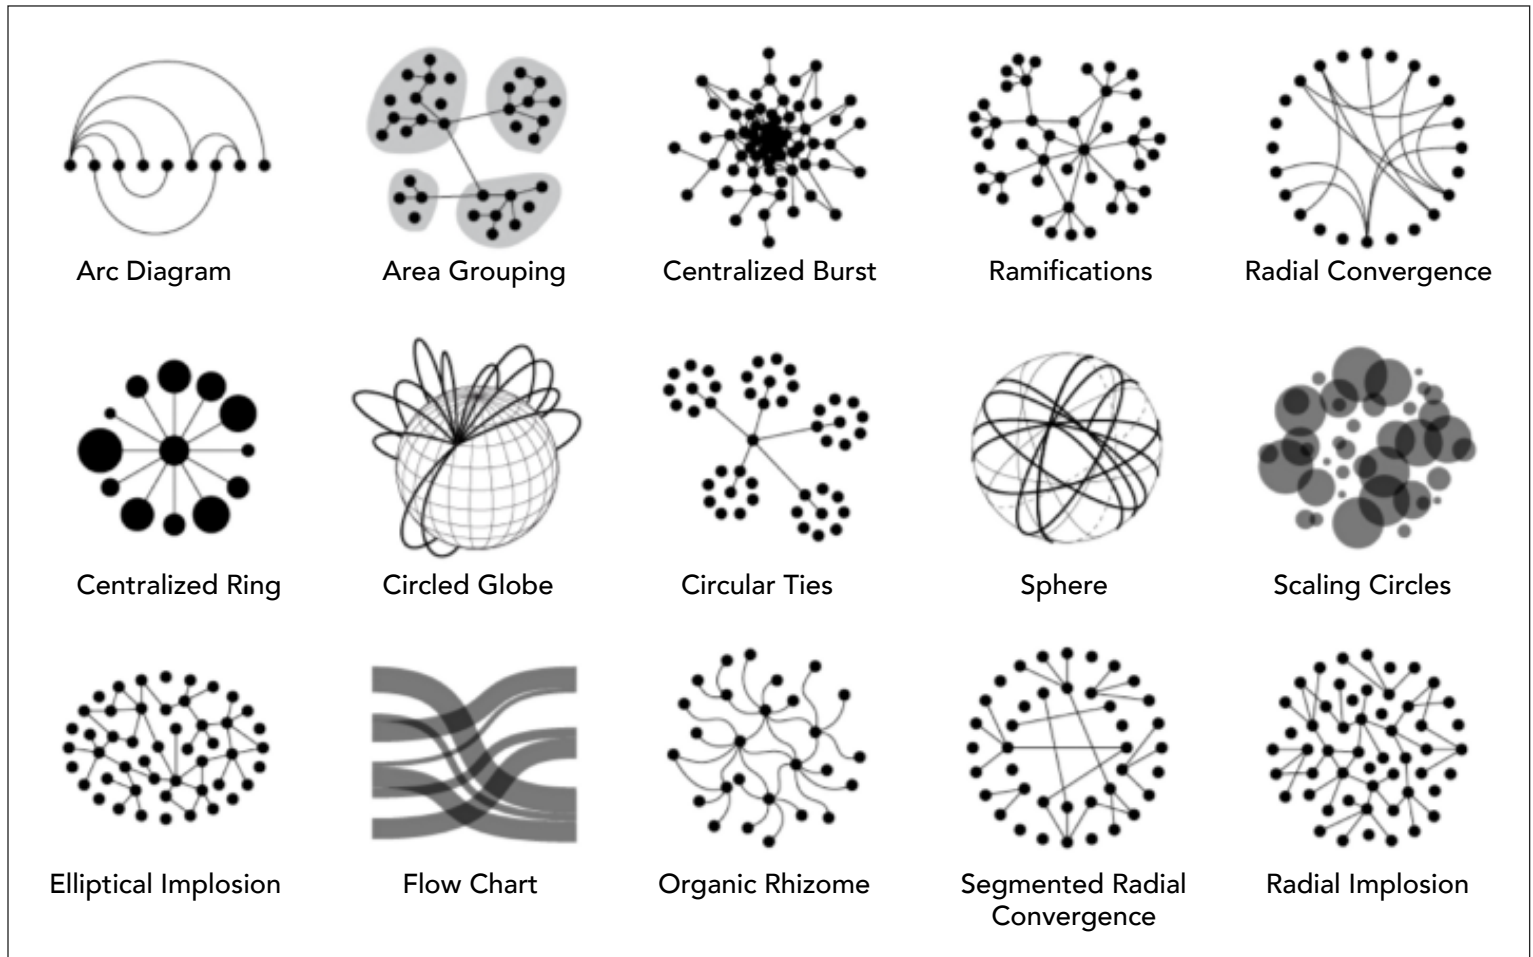 Arc Diagram
Area Grouping
Centralized Burst
Ramifications
Radial Convergence
Centralized Ring
Circled Globe
Circular Ties
Sphere
Scaling Circles
Elliptical Implosion
Flow Chart
Organic Rhizome
Segmented Radial
Convergence
Radial Implosion